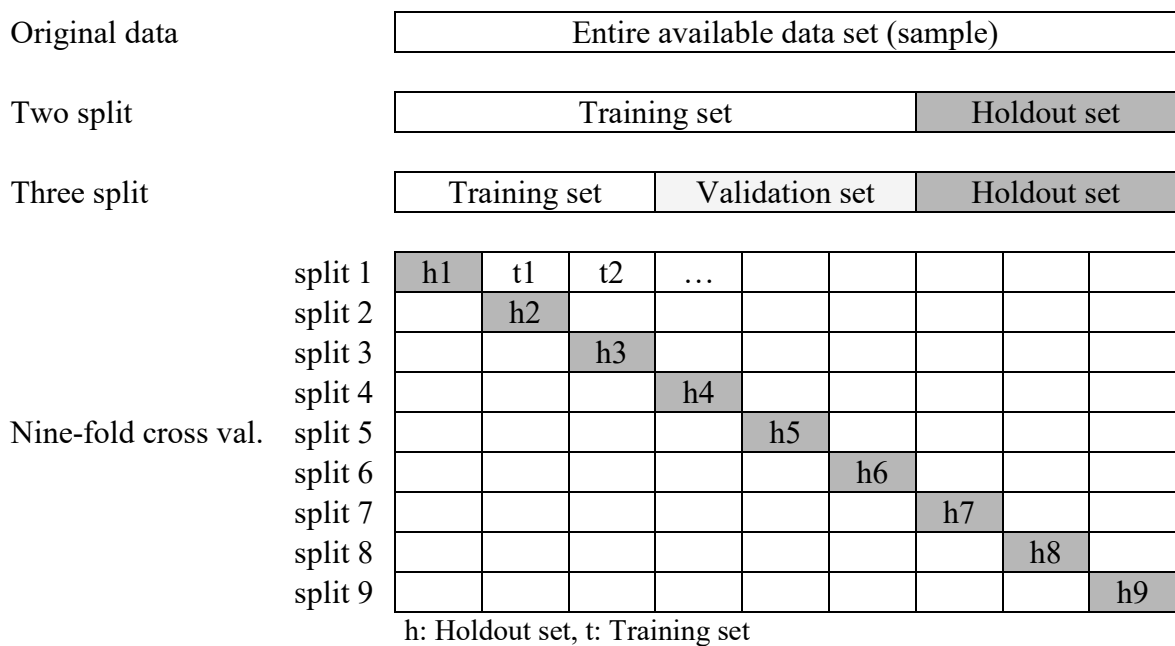 Original data Entire available data set (sample)
Two split Training set Holdout set
Three split Training set Validation set Holdout set
split 1 h1 t1 t2 …
split 2 h2
split 3 h3
split 4 h4
Nine-fold cross val. split 5 h5
split 6 h6
split 7 h7
split 8 h8
split 9 h9
h: Holdout set, t: Training set